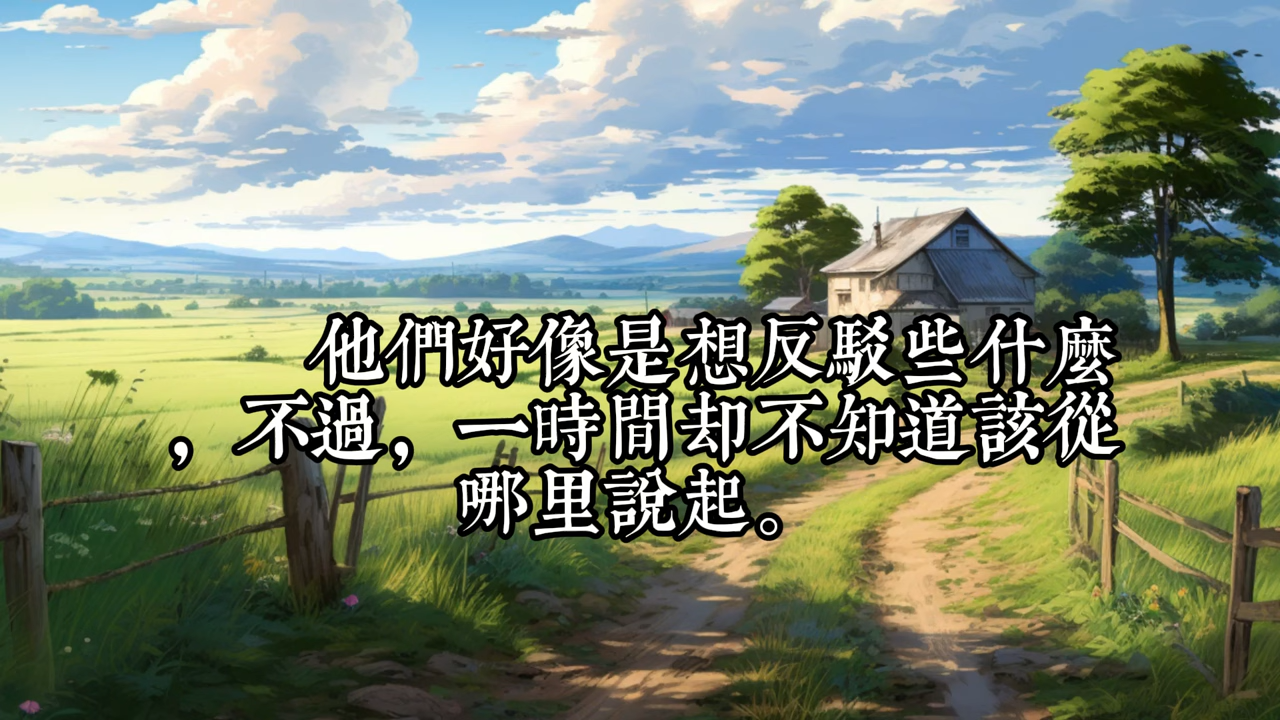 他們好像是想反駁些什麼
，不過，一時間却不知道該從
哪里説起。